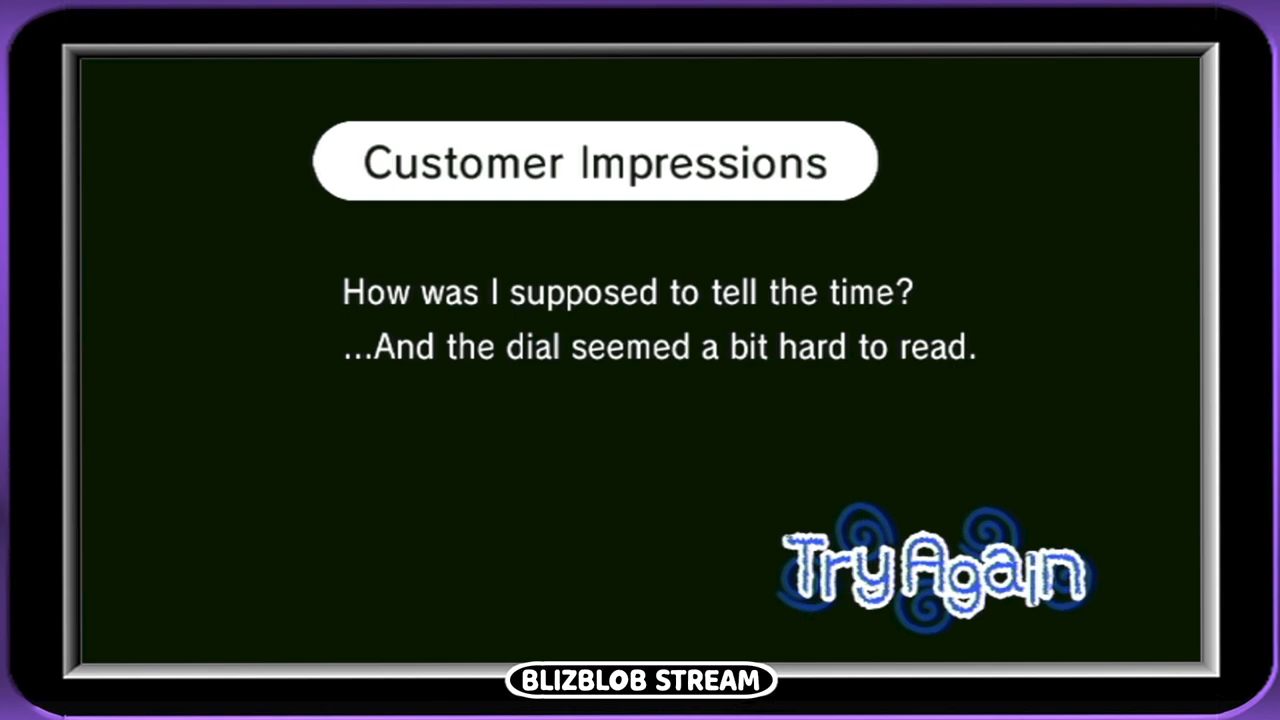 Customer Impressions
How was I supposed to tell the time?
...And the dial seemed a bit hard to read.
Try Again
BLIZBLOB STREAM